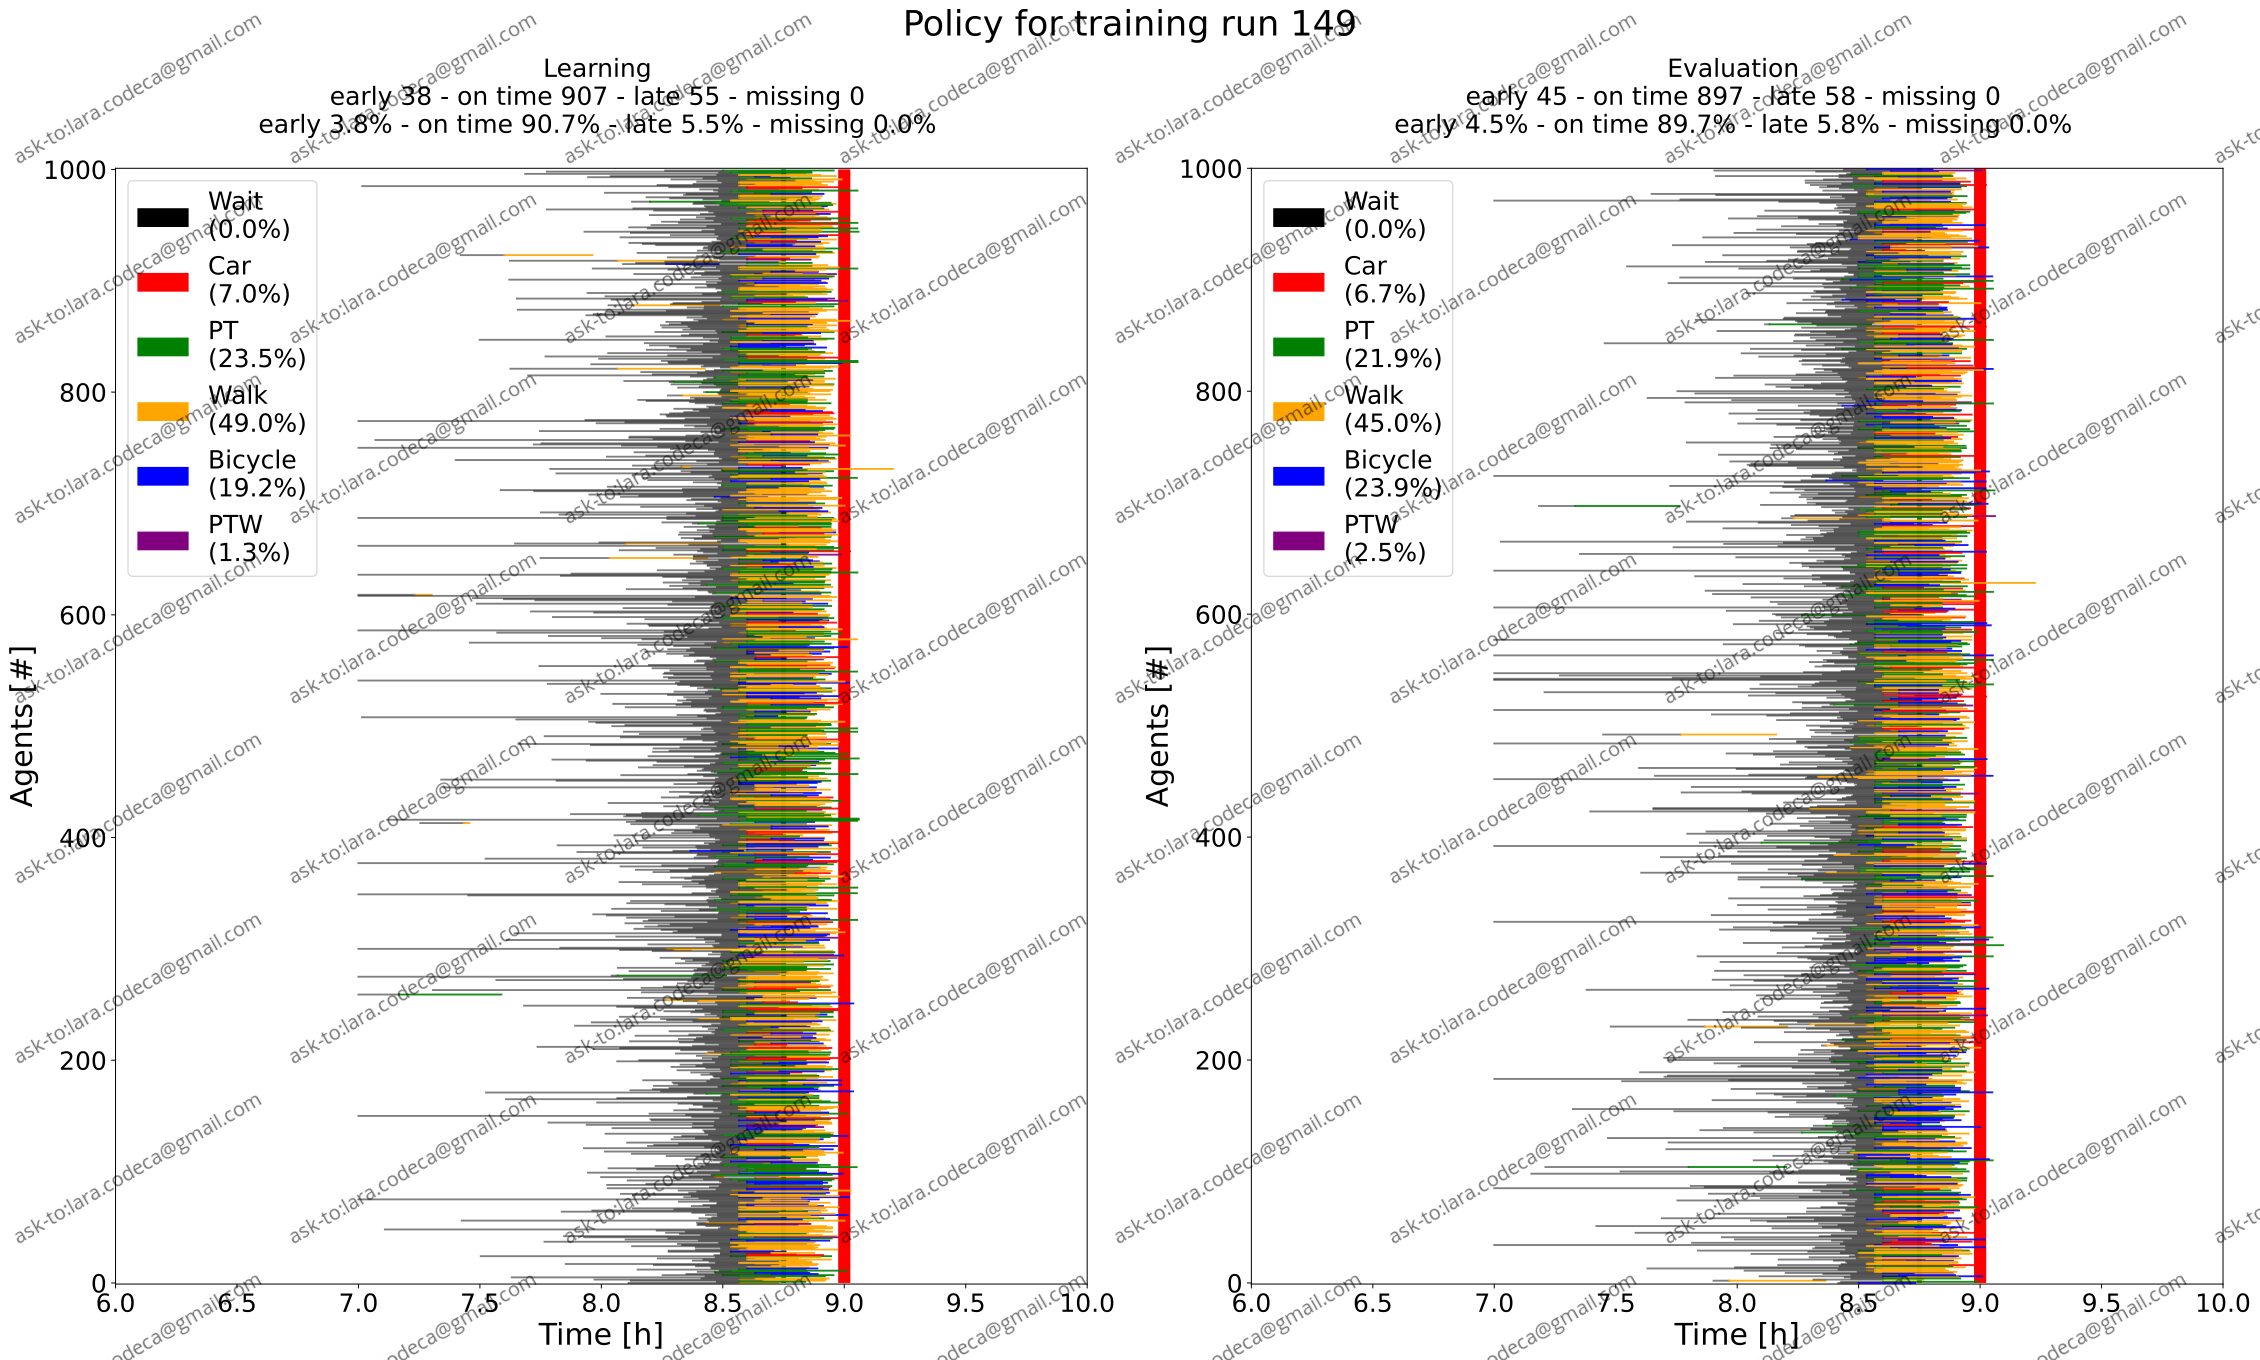 Policy for training run 149
Learning
early 38 - on time 907 - late 55 - missing 0
early 3.8% - on time 90.7% - late 5.5% - missing 0.0%
1000
800
600
400
200
0
Agents [#]
Wait
(0.0%)
Car
(7.0%)
PT
(23.5%)
Walk
(49.0%)
Bicycle
(19.2%)
PTW
(1.3%)
6.0 6.5 7.0 7.5 8.0 8.5 9.0 9.5 10.0
Time [h]
Evaluation
early 45 - on time 897 - late 58 - missing 0
early 4.5% - on time 89.7% - late 5.8% - missing 0.0%
1000
800
600
400
200
0
Agents [#]
Wait
(0.0%)
Car
(6.7%)
PT
(21.9%)
Walk
(45.0%)
Bicycle
(23.9%)
PTW
(2.5%)
6.0 6.5 7.0 7.5 8.0 8.5 9.0 9.5 10.0
Time [h]
ask-to:lara.codeca@gmail.com